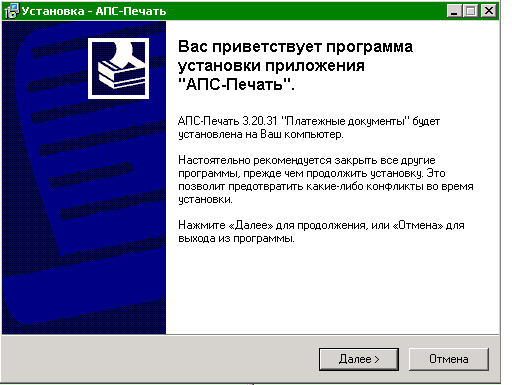 Установка - АПС-Печать
Вас приветствует программа
установки приложения
"АПС-Печать".
АПС-Печать 3.20.31 "Платежные документы" будет
установлена на Ваш компьютер.
Настоятельно рекомендуется закрыть все другие
программы, прежде чем продолжить установку. Это
позволит предотвратить какие-либо конфликты во время
установки.
Нажмите «Далее» для продолжения, или «Отмена» для
выхода из программы.
Далее >
Отмена